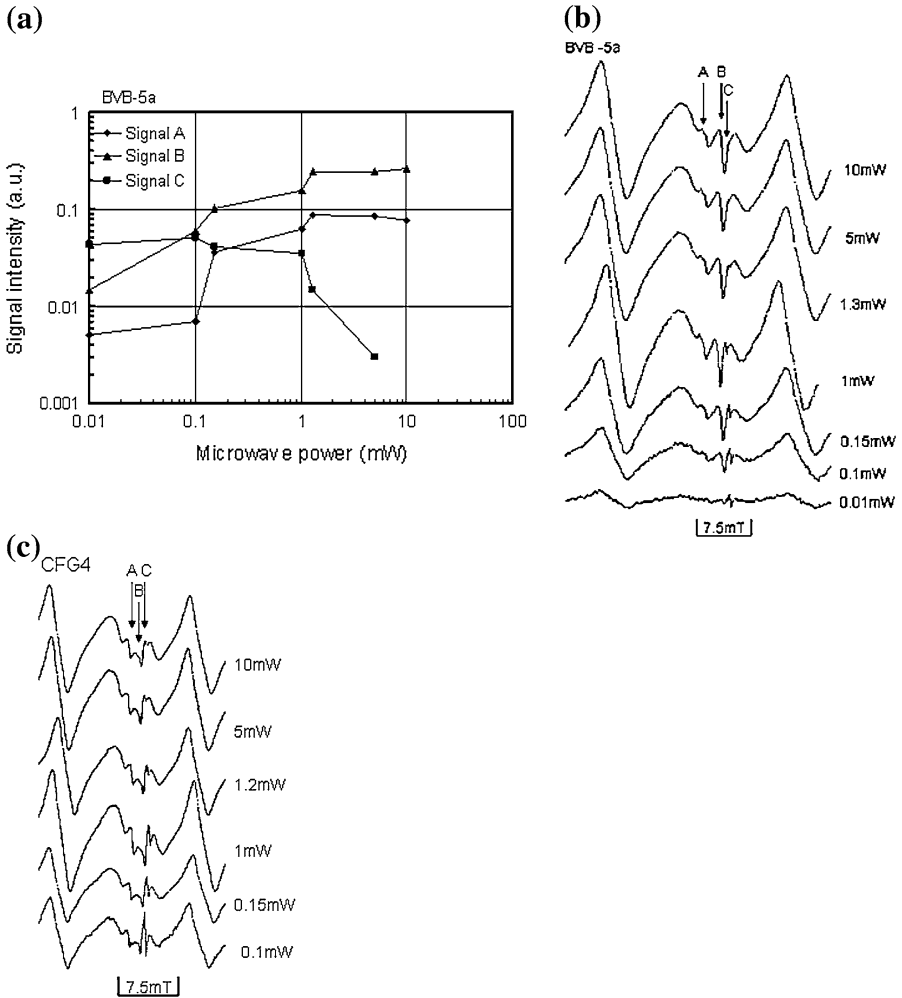 (a)
BVB-5a
Signal A
Signal B
Signal C
1
0.1
0.01
0.001
0.01 0.1 1 10 100
Signal intensity (a.u.)
Microwave power (mW)
(b)
BVB -5a
A B
C
10mW
5mW
1.3mW
1mW
0.15mW
0.1mW
0.01mW
7.5mT
(c)
CFG4
A C
B
10mW
5mW
1.2mW
1mW
0.15mW
0.1mW
7.5mT